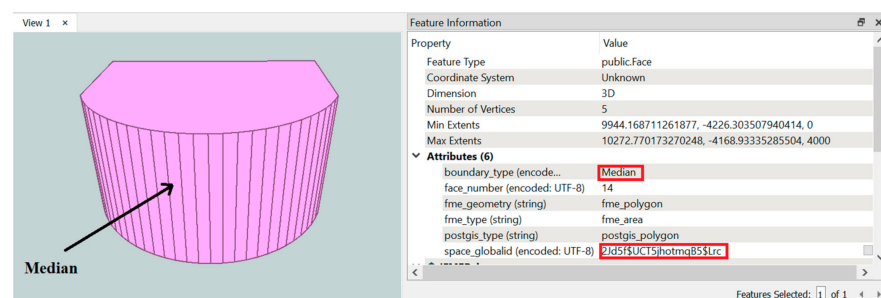 View 1 ×
Median
Feature Information
Property Value
Feature Type public.Face
Coordinate System Unknown
Dimension 3D
Number of Vertices 5
Min Extents 9944.168711261877, -4226.303507940414, 0
Max Extents 10272.770173270248, -4168.93335285504, 4000
Attributes (6)
boundary_type (encode... Median
face_number (encoded: UTF-8) 14
fme_geometry (string) fme_polygon
fme_type (string) fme_area
postgis_type (string) postgis_polygon
space_globalid (encoded: UTF-8) 2Jd5f$UCT5jhotmqB5$Lrc
Features Selected: 1 of 1